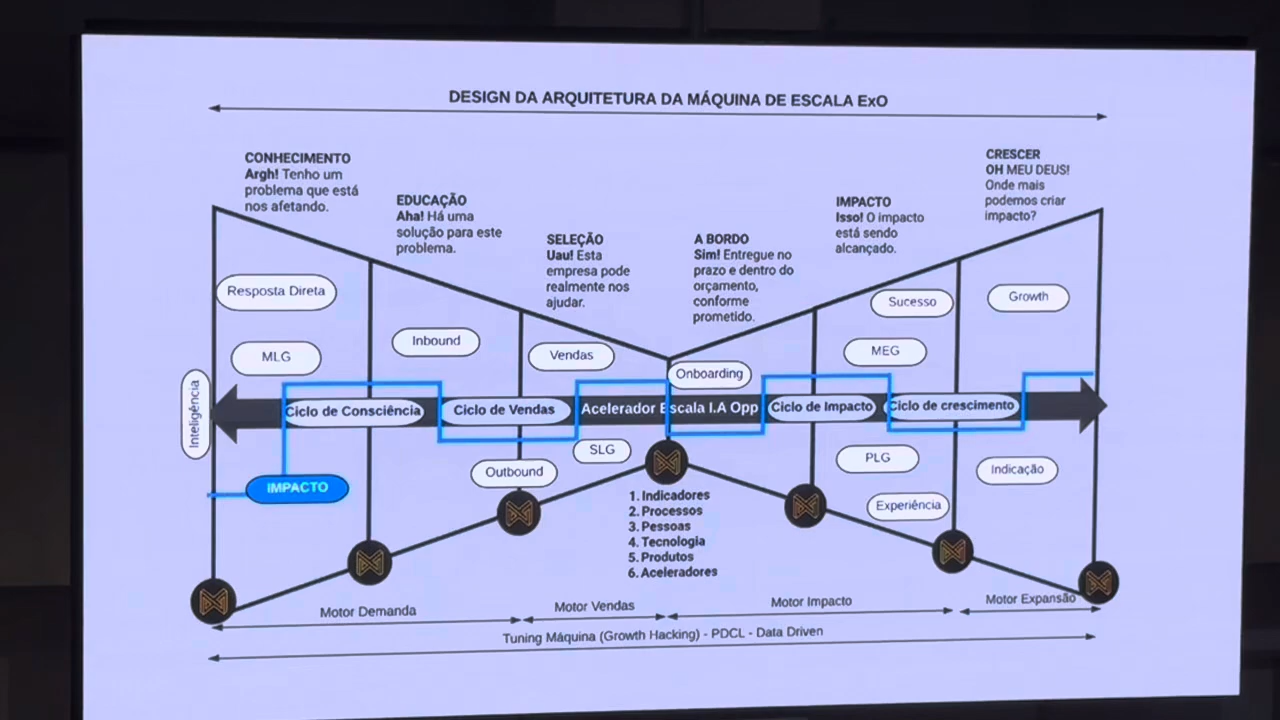 DESIGN DA ARQUITETURA DA MÁQUINA DE ESCALA ExO
CONHECIMENTO
Argh! Tenho um
problema que está
nos afetando.
EDUCAÇÃO
Aha! Há uma
solução para este
problema.
SELEÇÃO
Uau! Esta
empresa pode
realmente nos
ajudar.
A BORDO
Sim! Entregue no
prazo e dentro do
orçamento,
conforme
prometido.
IMPACTO
Isso! O impacto
está sendo
alcançado.
CRESCER
OH MEU DEUS!
Onde mais
podemos criar
impacto?
Resposta Direta
MLG
Inbound
Vendas
Onboarding
MEG
Sucesso
Growth
Inteligência
Ciclo de Consciência
Ciclo de Vendas
Acelerador Escala I.A Opp
Ciclo de Impacto
Ciclo de crescimento
IMPACTO
Outbound
SLG
PLG
Experiência
Indicação
1. Indicadores
2. Processos
3. Pessoas
4. Tecnologia
5. Produtos
6. Aceleradores
Motor Demanda
Motor Vendas
Motor Impacto
Motor Expansão
Tuning Máquina (Growth Hacking) - PDCL - Data Driven